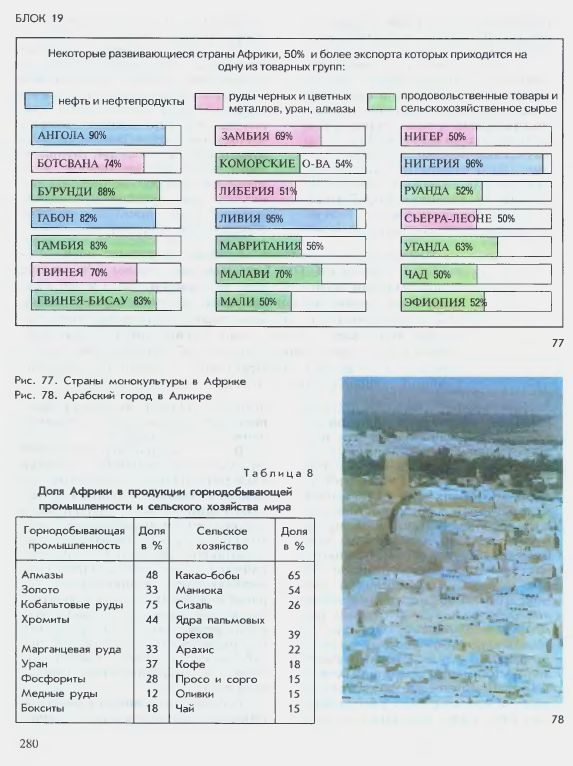 БЛОК 19
Некоторые развивающиеся страны Африки, 50% и более экспорта которых приходится на
одну из товарных групп:
нефть и нефтепродукты
руды черных и цветных
металлов, уран, алмазы
продовольственные товары и
сельскохозяйственное сырье
АНГОЛА 90%
БОТСВАНА 74%
БУРУНДИ 88%
ГАБОН 82%
ГАМБИЯ 83%
ГВИНЕЯ 70%
ГВИНЕЯ-БИСАУ 83%
ЗАМБИЯ 69%
КОМОРСКИЕ О-ВА 54%
ЛИБЕРИЯ 51%
ЛИВИЯ 95%
МАВРИТАНИЯ 56%
МАЛАВИ 70%
МАЛИ 50%
НИГЕР 50%
НИГЕРИЯ 96%
РУАНДА 52%
СЬЕРРА-ЛЕОНЕ 50%
УГАНДА 63%
ЧАД 50%
ЭФИОПИЯ 52%
77
Рис. 77. Страны монокультуры в Африке
Рис. 78. Арабский город в Алжире
Таблица 8
Доля Африки в продукции горнодобывающей
промышленности и сельского хозяйства мира
Горнодобывающая Доля Сельское Доля
промышленность в % хозяйство в %
Алмазы 48 Какао-бобы 65
Золото 33 Маниока 54
Кобальтовые руды 75 Сизаль 26
Хромиты 44 Ядра пальмовых
орехов 39
Марганцевая руда 33 Арахис 22
Уран 37 Кофе 18
Фосфориты 28 Просо и сорго 15
Медные руды 12 Оливки 15
Бокситы 18 Чай 15
78
280